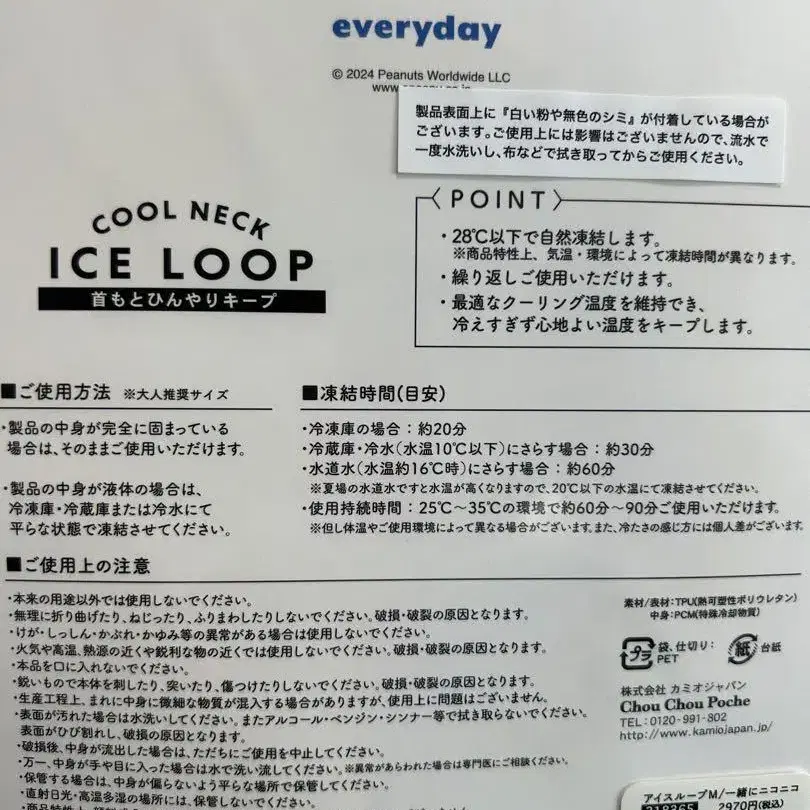 everyday
© 2024 Peanuts Worldwide LLC
製品表面上に『白い粉や無色のシミ』が付着している場合が
ございます。ご使用上には影響はございませんので、流水で
一度水洗いし、布などで拭き取ってからご使用ください。
COOL NECK
ICE LOOP
首もとひんやりキープ
POINT
・28℃以下で自然凍結します。
※商品特性上、気温・環境によって凍結時間が異なります。
・繰り返しご使用いただけます。
・最適なクーリング温度を維持でき、
冷えすぎず心地よい温度をキープします。
■ご使用方法 ※大人推奨サイズ
・製品の中身が完全に固まっている
場合は、そのままご使用いただけます。
・製品の中身が液体の場合は、
冷凍庫・冷蔵庫または冷水にて
平らな状態で凍結させてください。
■凍結時間(目安)
・冷凍庫の場合：約20分
・冷蔵庫・冷水(水温10℃以下)にさらす場合：約30分
・水道水(水温約16℃時)にさらす場合：約60分
※夏場の水道水ですと水温が高くなりますので、20℃以下の水温にて凍結させてください。
・使用持続時間：25℃〜35℃の環境で約60分〜90分ご使用いただけます。
※但し体温やご使用環境によって異なる場合がございます。また、冷たさの感じ方には個人差がございます。
■ご使用上の注意
・本来の用途以外では使用しないでください。
・無理に折り曲げたり、ねじったり、ふりまわしたりしないでください。破損・破裂の原因となります。
・けが・しっしん・かぶれ・かゆみ等の異常がある場合は使用しないでください。
・火気や高温、熱源の近くや鋭利な物の近くでは使用しないでください。破損・破裂の原因となります。
・本品を口に入れないでください。
・鋭いもので本体を刺したり、突いたり、傷つけたりしないでください。破損・破裂の原因となります。
・生産工程上、まれに中身に微細な物質が混入する場合がありますが、使用上に問題はございません。
・表面が汚れた場合は水洗いしてください。またアルコール・ベンジン・シンナー等で拭き取らないでください。
表面がひび割れし、破損の原因となります。
・破損後、中身が流出した場合は、ただちにご使用を中止してください。
・万一、中身が手や目に入った場合は水で洗い流してください。※異常があらわれた場合は専門医にご相談ください。
・保管する場合は、中身が偏らないよう平らな場所で保管してください。
・直射日光・高温多湿の場所には、保管しないでください。
素材/表材：TPU(熱可塑性ポリウレタン)
中身：PCM(特殊冷却物質)
プラ 袋、仕切り：
PET
紙 台紙
株式会社 カミオジャパン
Chou Chou Poche
TEL：0120-991-802
http://www.kamiojapan.jp/
アイスループM/一緒にニコニコ
318865 2970円(税込)